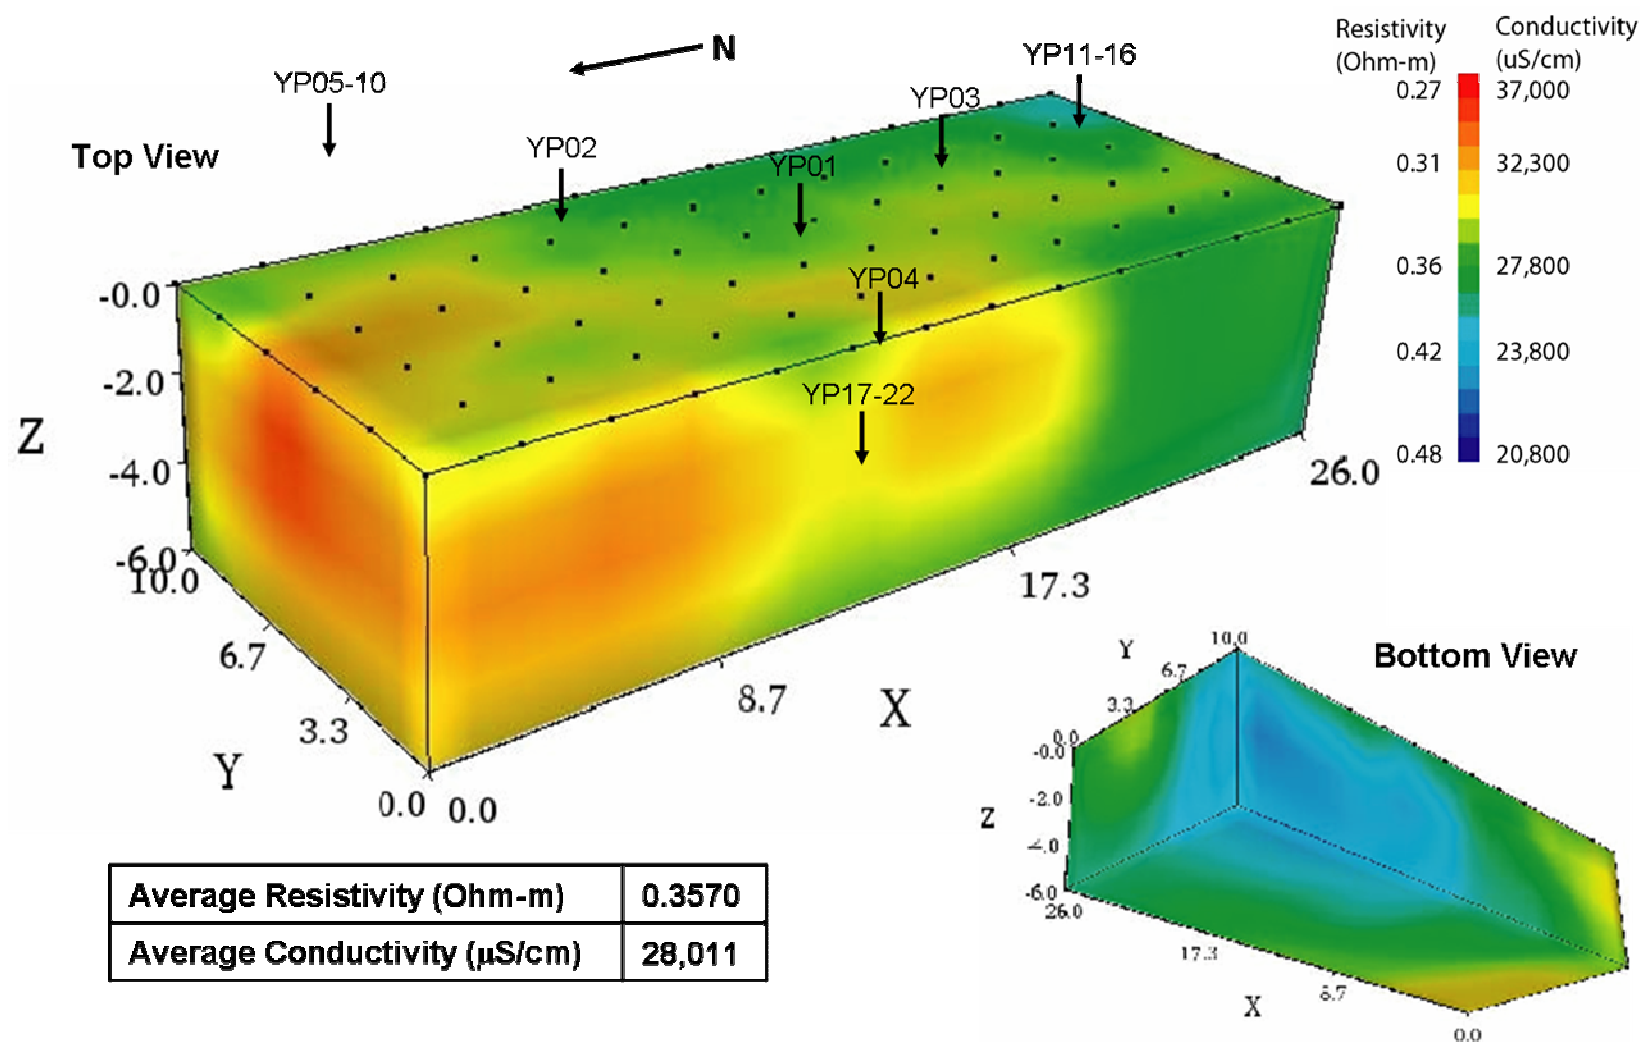 N
Resistivity
(Ohm-m)
Conductivity
(uS/cm)
YP05-10
YP11-16
YP03
Top View
YP02
YP01
YP04
YP17-22
0.27 37,000
0.31 32,300
0.36 27,800
0.42 23,800
0.48 20,800
-0.0
-2.0
Z
-4.0
-6.0
10.0
6.7
3.3
Y
0.0
0.0
8.7
X
17.3
26.0
Bottom View
Y
10.0
6.7
3.3
0.0
-0.0
-2.0
Z
-4.0
-6.0
26.0
17.3
X
8.7
0.0
Average Resistivity (Ohm-m) 0.3570
Average Conductivity (µS/cm) 28,011